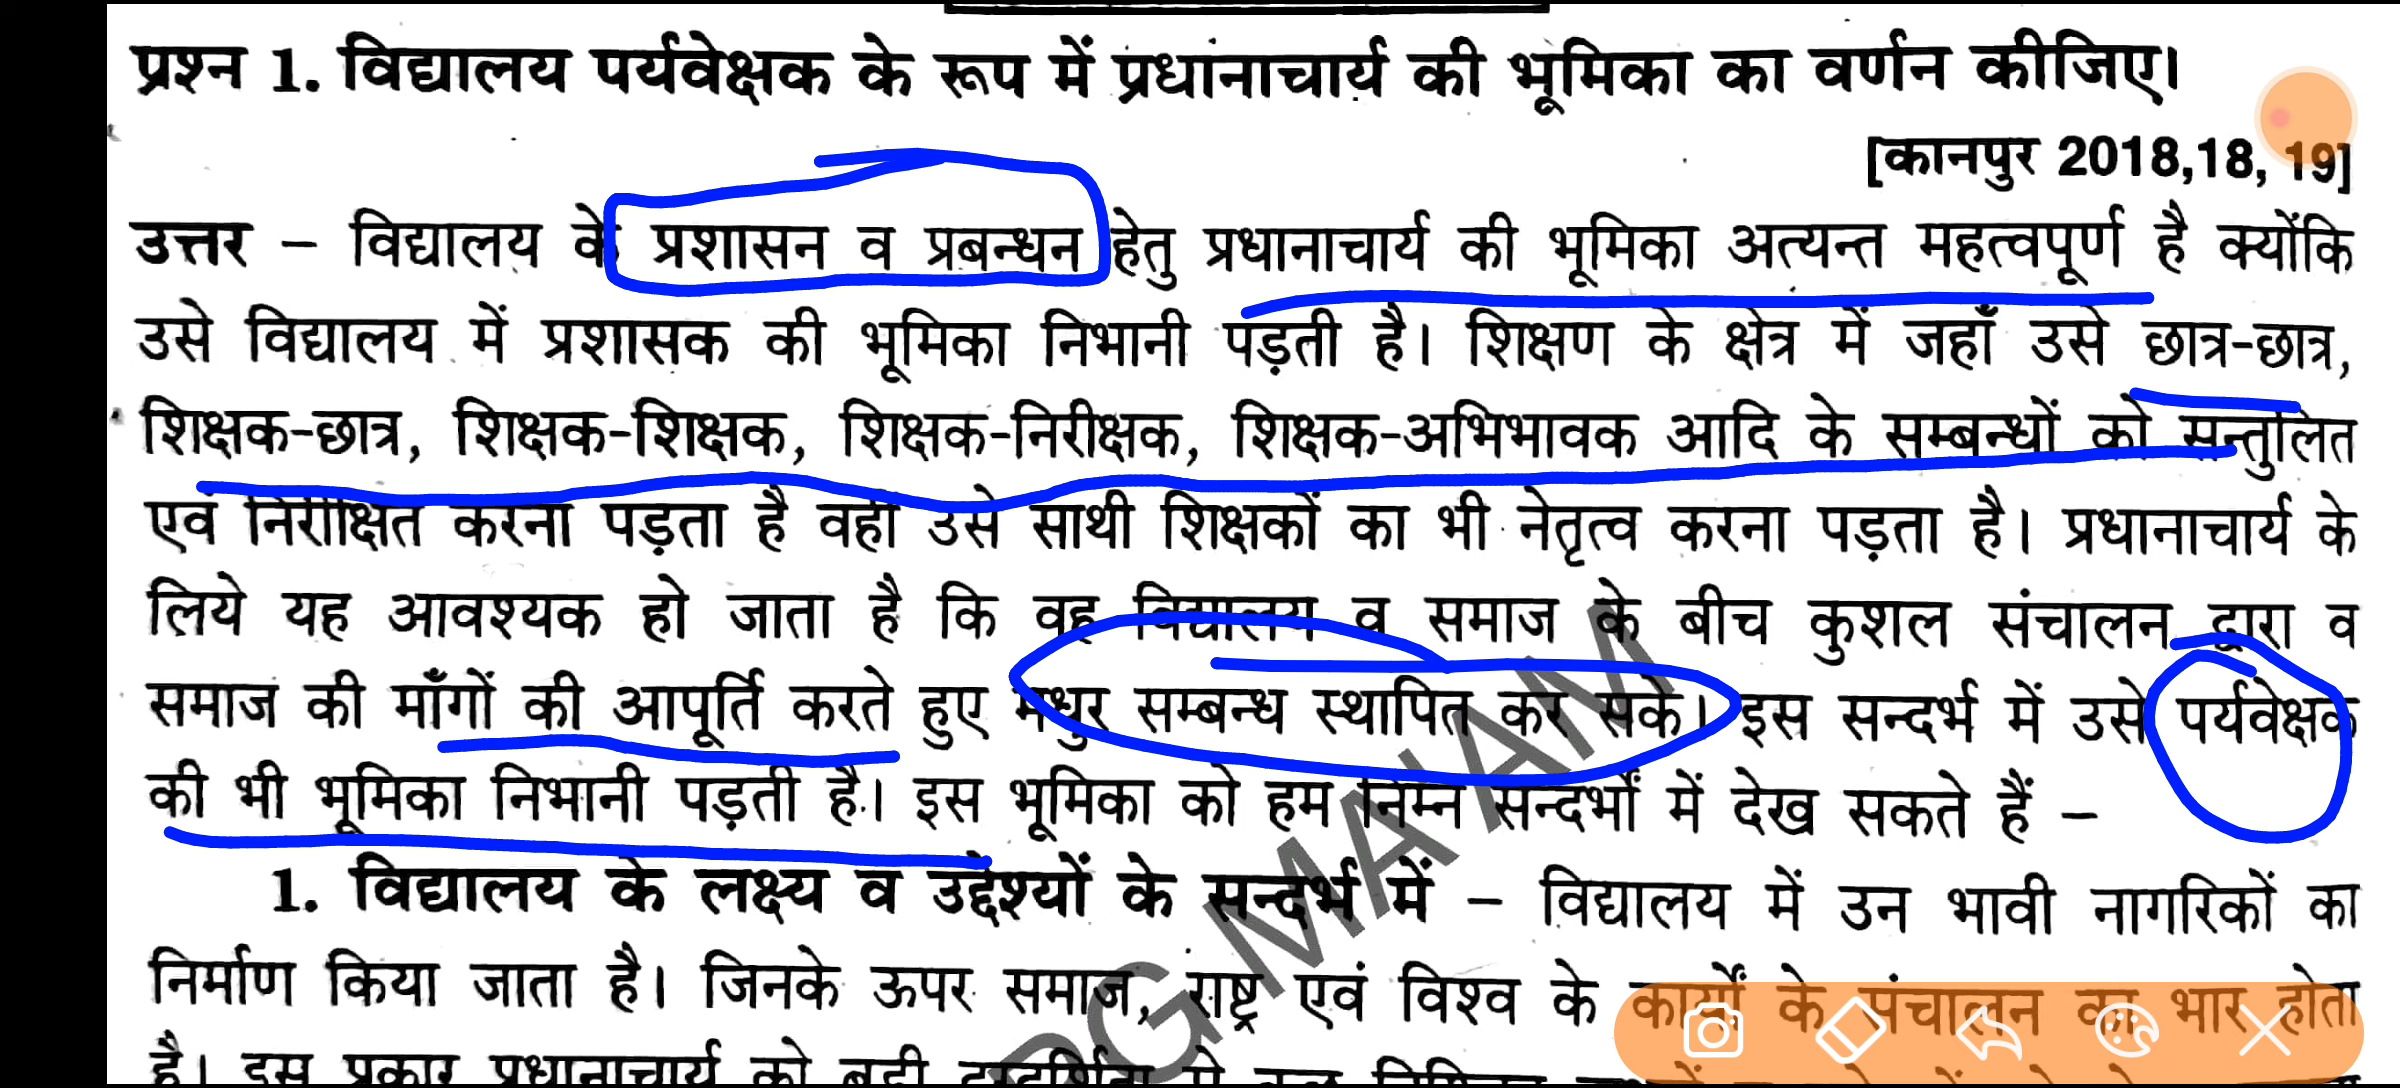 प्रश्न 1. विद्यालय पर्यवेक्षक के रूप में प्रधानाचार्य की भूमिका का वर्णन कीजिए।
[कानपुर 2018,18, 19]
उत्तर – विद्यालय के प्रशासन व प्रबन्धन हेतु प्रधानाचार्य की भूमिका अत्यन्त महत्वपूर्ण है क्योंकि
उसे विद्यालय में प्रशासक की भूमिका निभानी पड़ती है। शिक्षण के क्षेत्र में जहाँ उसे छात्र-छात्र,
शिक्षक-छात्र, शिक्षक-शिक्षक, शिक्षक-निरीक्षक, शिक्षक-अभिभावक आदि के सम्बन्धों को सन्तुलित
एवं निरीक्षित करना पड़ता है वहीं उसे साथी शिक्षकों का भी नेतृत्व करना पड़ता है। प्रधानाचार्य के
लिये यह आवश्यक हो जाता है कि वह विद्यालय व समाज के बीच कुशल संचालन द्वारा व
समाज की माँगों की आपूर्ति करते हुए मधुर सम्बन्ध स्थापित कर सके। इस सन्दर्भ में उसे पर्यवेक्षक
की भी भूमिका निभानी पड़ती है। इस भूमिका को हम निम्न सन्दर्भों में देख सकते हैं –
1. विद्यालय के लक्ष्य व उद्देश्यों के सन्दर्भ में – विद्यालय में उन भावी नागरिकों का
निर्माण किया जाता है। जिनके ऊपर समाज, राष्ट्र एवं विश्व के कार्यों के संचालन का भार होता
है। इस प्रकार प्रधानाचार्य को बड़ी दूरदर्शिता से कुछ निश्चित